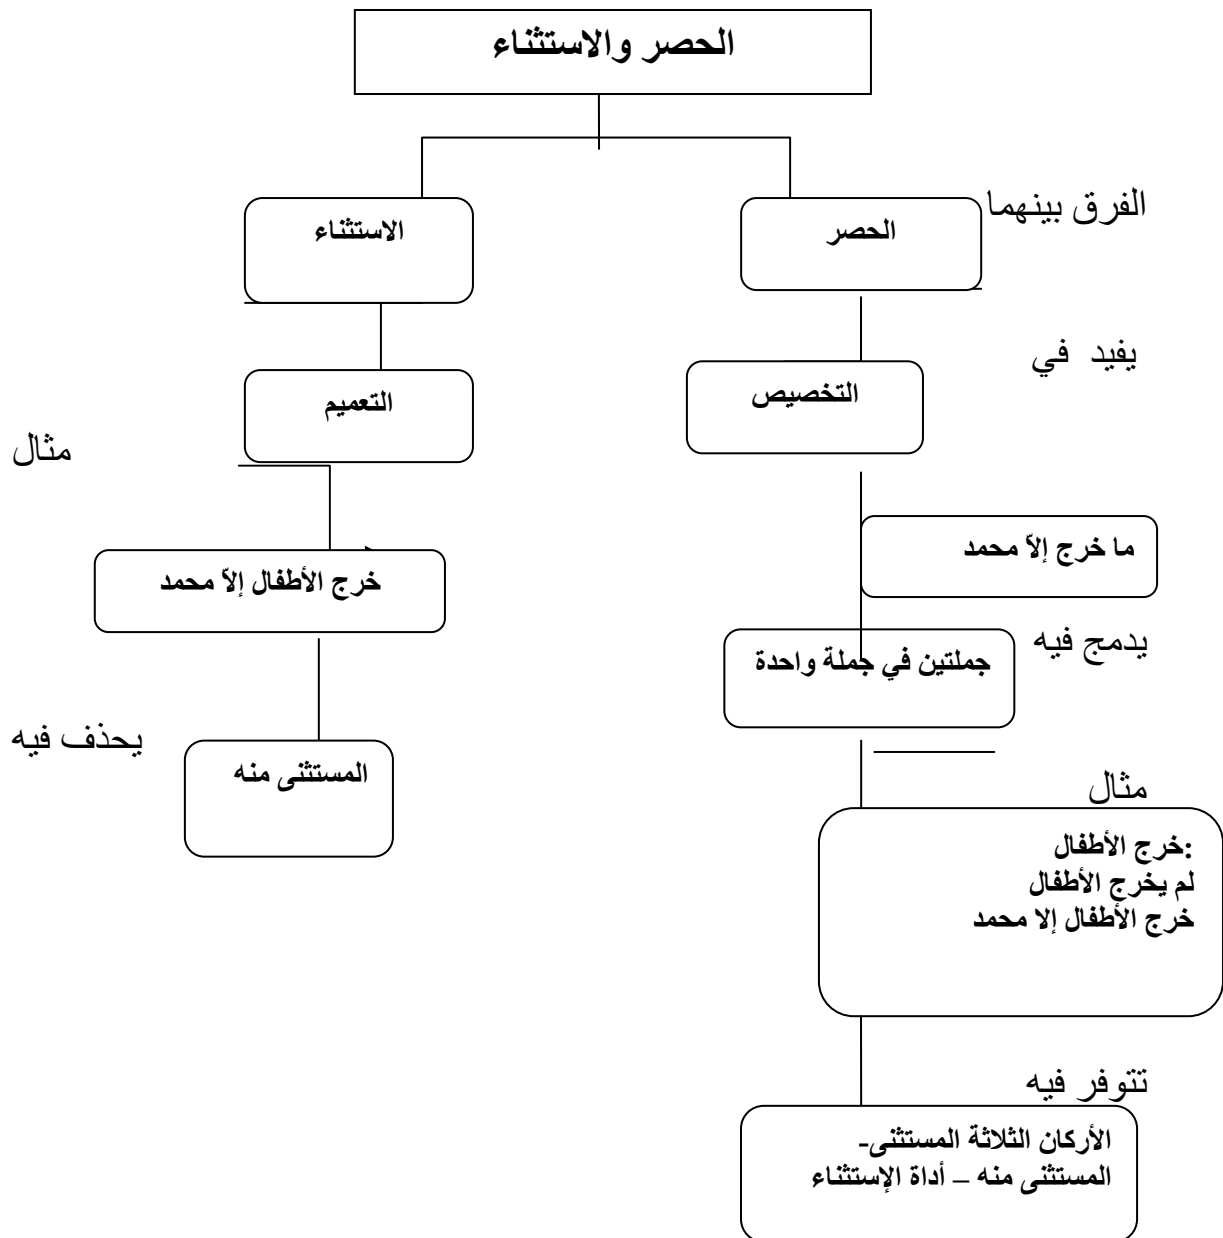 الحصر والاستثناء
الفرق بينهما
الحصر
الاستثناء
يفيد في
التخصيص
التعميم
مثال
ما خرج إلاّ محمد
خرج الأطفال إلاّ محمد
يدمج فيه
جملتين في جملة واحدة
يحذف فيه
المستثنى منه
مثال
:خرج الأطفال
لم يخرج الأطفال
خرج الأطفال إلا محمد
تتوفر فيه
الأركان الثلاثة المستثنى-
المستثنى منه – أداة الإستثناء